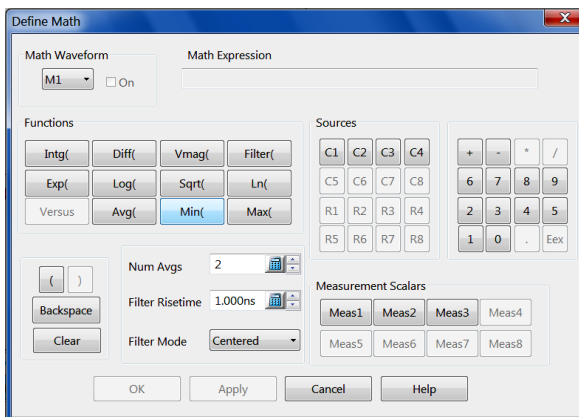 Define Math
Math Waveform
Math Expression
M1
On
Functions
Sources
Intg( Diff( Vmag( Filter(
C1 C2 C3 C4
+ - * /
Exp( Log( Sqrt( Ln(
C5 C6 C7 C8
6 7 8 9
Versus Avg( Min( Max(
R1 R2 R3 R4
2 3 4 5
R5 R6 R7 R8
1 0 . Eex
( )
Backspace
Clear
Num Avgs 2
Filter Risetime 1.000ns
Filter Mode Centered
Measurement Scalars
Meas1 Meas2 Meas3 Meas4
Meas5 Meas6 Meas7 Meas8
OK Apply Cancel Help